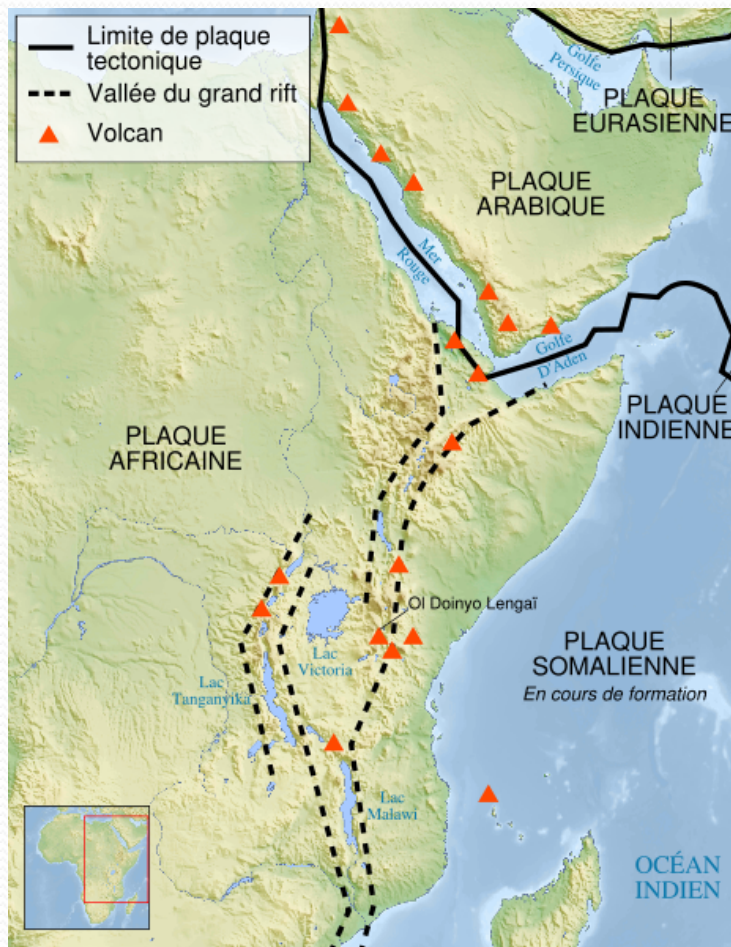 Limite de plaque
tectonique
Vallée du grand rift
Volcan
Golfe
Persique
PLAQUE
EURASIENNE
PLAQUE
ARABIQUE
Mer
Rouge
Golfe
D'Aden
PLAQUE
INDIENNE
PLAQUE
AFRICAINE
Ol Doinyo Lengaï
Lac
Victoria
Lac
Tanganyika
PLAQUE
SOMALIENNE
En cours de formation
Lac
Malawi
OCÉAN
INDIEN